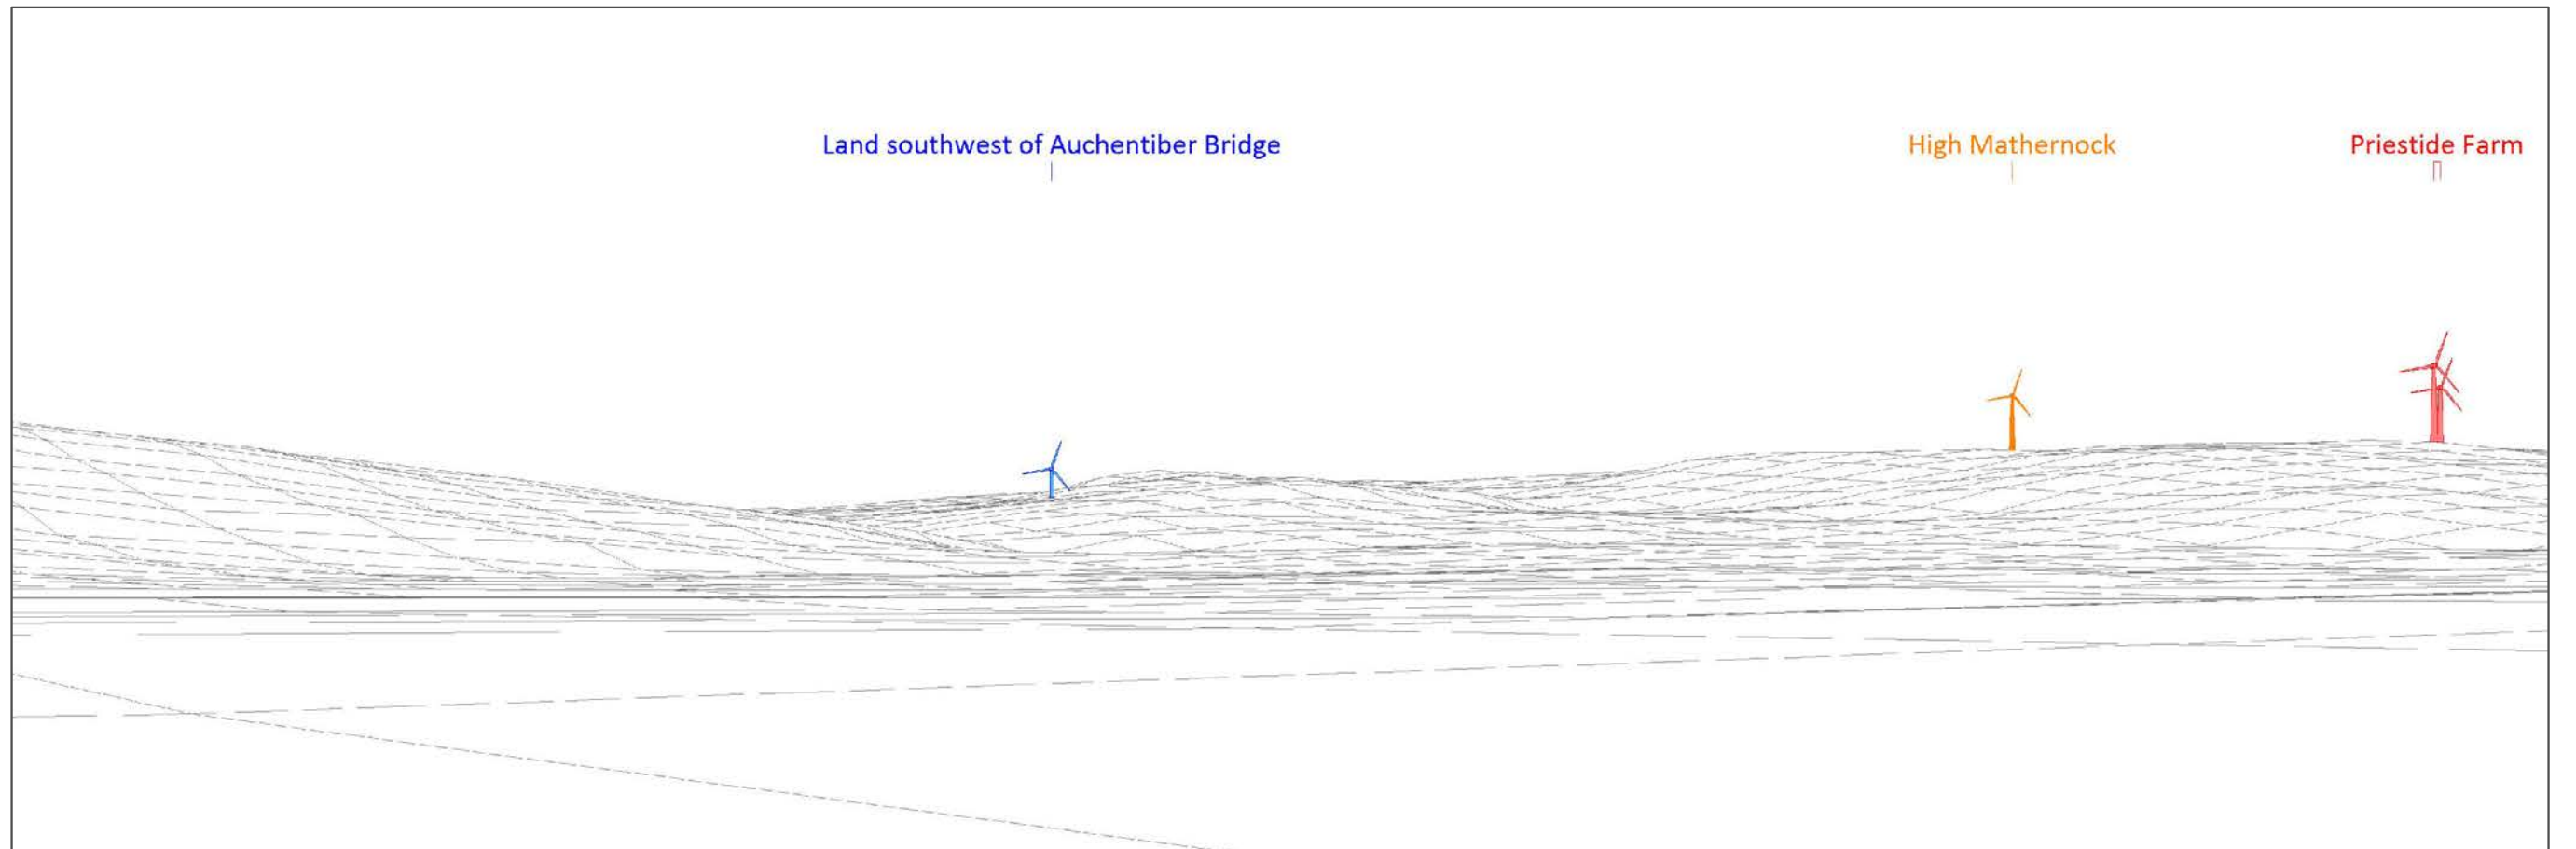 Land southwest of Auchentiber Bridge
High Mathernock
Priestide Farm